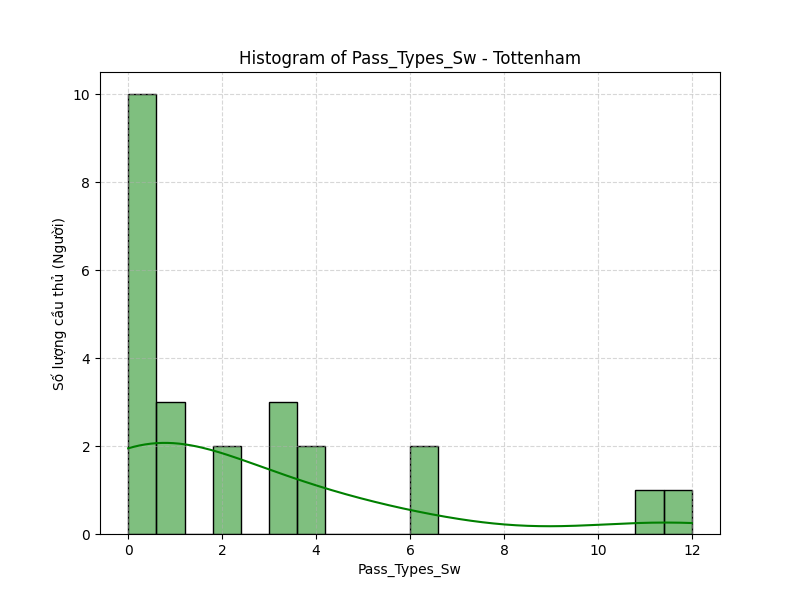 Histogram of Pass_Types_Sw - Tottenham
Số lượng cầu thủ (Người)
10
8
6
4
2
0
0 2 4 6 8 10 12
Pass_Types_Sw